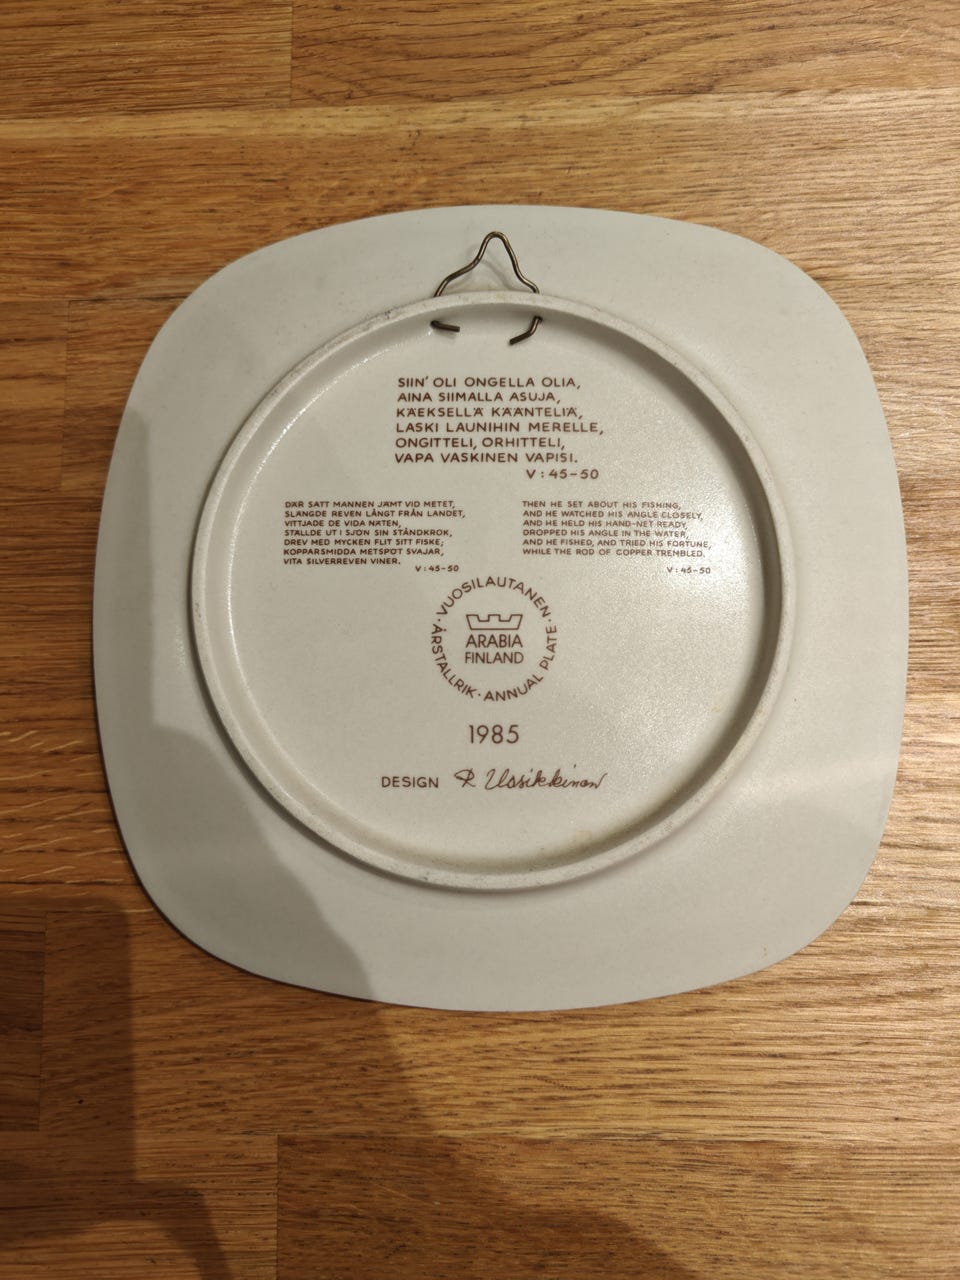 SIIN' OLI ONGELLA OLIA,
AINA SIIMALLA ASUJA,
KÄEKSELLÄ KÄÄNTELIÄ,
LASKI LAUNIHIN MERELLE,
ONGITTELI, ORHITTELI,
VAPA VASKINEN VAPISI.
V : 45-50
DÄR SATT MANNEN JÄMT VID METET,
SLÄNGDE REVEN LÅNGT FRÅN LANDET,
VITTJADE DE VIDA NÄTEN,
STÄLLDE UT I SJÖN SIN STÅNDKROK,
DREV MED MYCKEN FLIT SITT FISKE;
KOPPARSMIDDA METSPÖT SVAJAR,
VITA SILVERREVEN VINER.
V : 45-50
THEN HE SET ABOUT HIS FISHING,
AND HE WATCHED HIS ANGLE CLOSELY,
AND HE HELD HIS HAND-NET READY,
DROPPED HIS ANGLE IN THE WATER,
AND HE FISHED, AND TRIED HIS FORTUNE,
WHILE THE ROD OF COPPER TREMBLED.
V : 45-50
· VUOSILAUTANEN · ANNUAL PLATE · ÅRSTALLRIK
ARABIA
FINLAND
1985
DESIGN R Uosikkinen